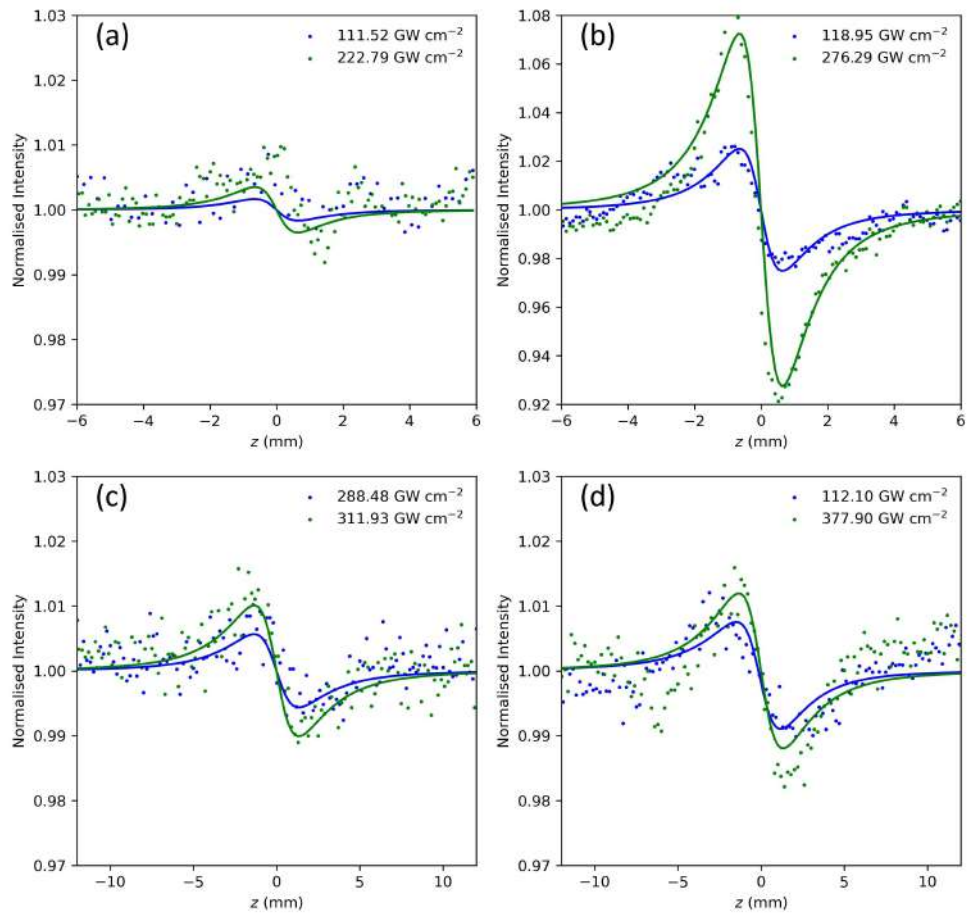 (a)
111.52 GW cm⁻²
222.79 GW cm⁻²
1.03
1.02
1.01
1.00
0.99
0.98
0.97
Normalised Intensity
−6 −4 −2 0 2 4 6
z (mm)
(b)
118.95 GW cm⁻²
276.29 GW cm⁻²
1.08
1.06
1.04
1.02
1.00
0.98
0.96
0.94
0.92
Normalised Intensity
−6 −4 −2 0 2 4 6
z (mm)
(c)
288.48 GW cm⁻²
311.93 GW cm⁻²
1.03
1.02
1.01
1.00
0.99
0.98
0.97
Normalised Intensity
−10 −5 0 5 10
z (mm)
(d)
112.10 GW cm⁻²
377.90 GW cm⁻²
1.03
1.02
1.01
1.00
0.99
0.98
0.97
Normalised Intensity
−10 −5 0 5 10
z (mm)